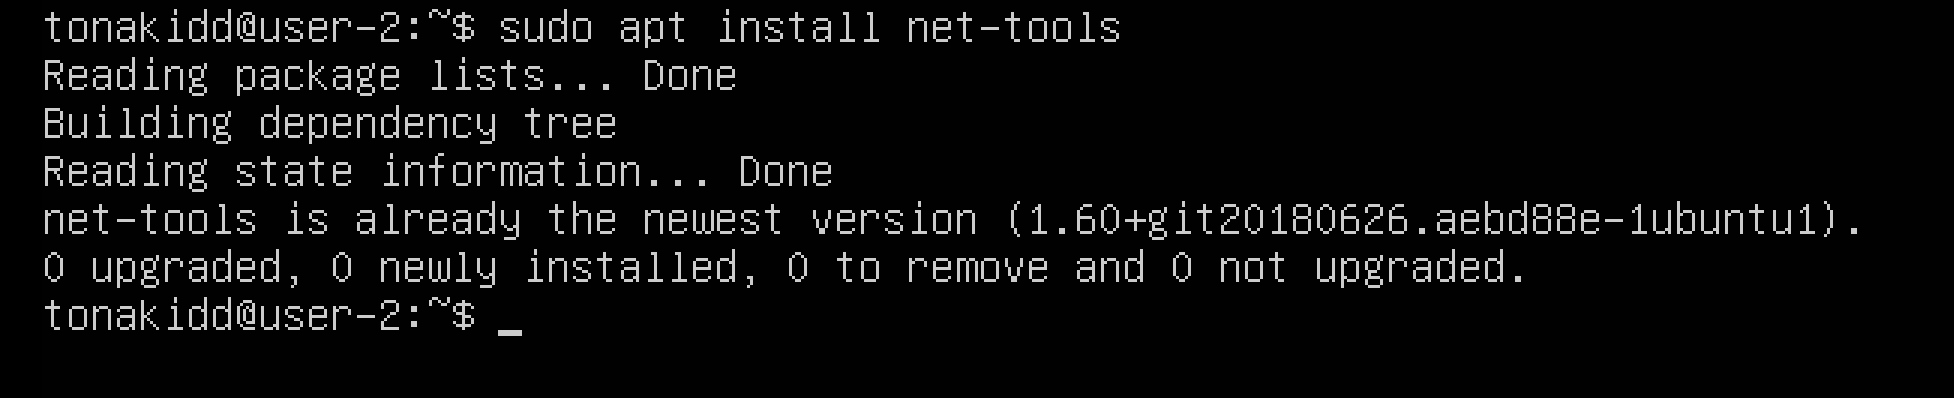 tonakidd@user-2:~$ sudo apt install net-tools
Reading package lists... Done
Building dependency tree
Reading state information... Done
net-tools is already the newest version (1.60+git20180626.aebd88e-1ubuntu1).
0 upgraded, 0 newly installed, 0 to remove and 0 not upgraded.
tonakidd@user-2:~$ _